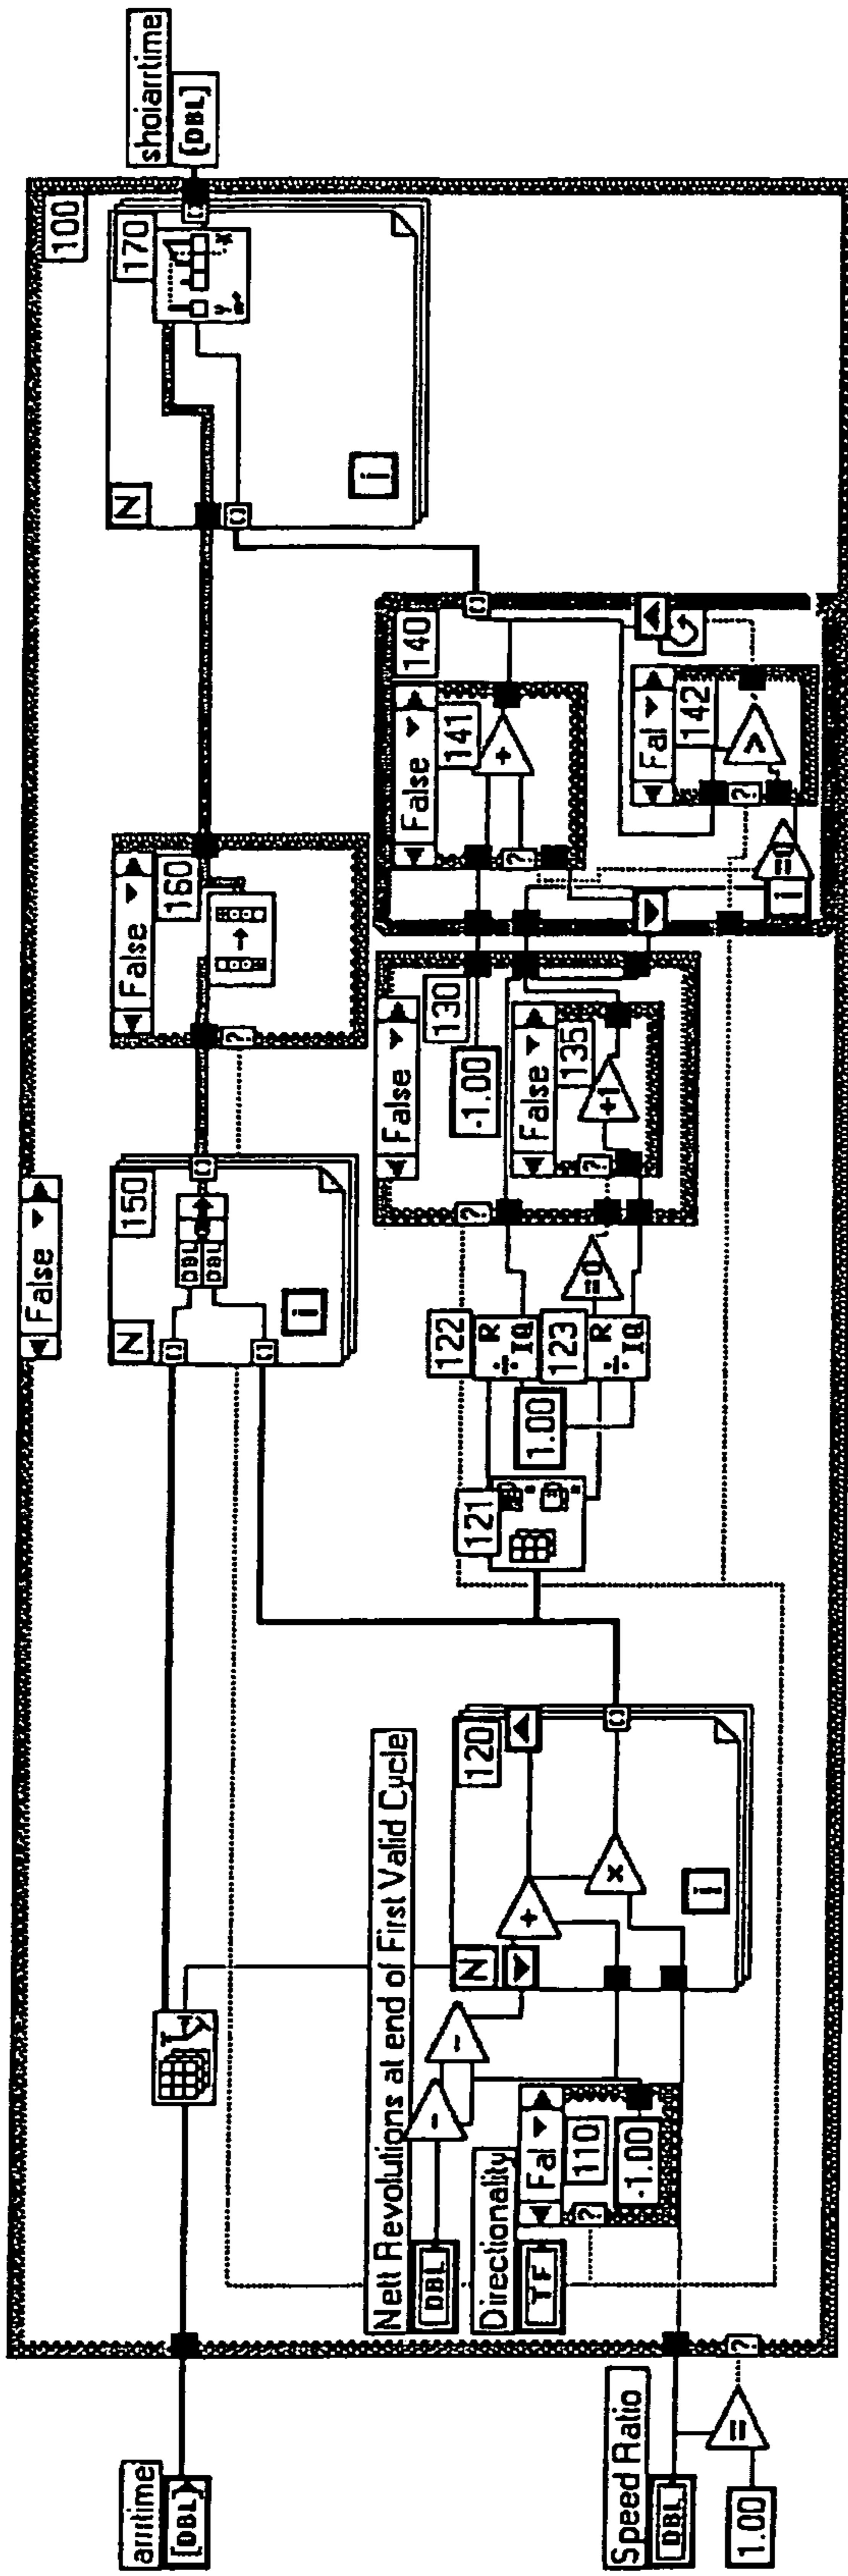 arrtime
[DBL]
Speed Ratio
DBL
1.00
=
?
False
100
Nett Revolutions at end of First Valid Cycle
DBL
-
-
Directionality
TF
Fal
110
-1.00
?
N
120
+
x
i
[]
121
122
R
÷
IQ
1.00
123
R
÷
IQ
=0
N
150
[]
[]
DBL
DBL
i
[]
False
160
?
False
130
-1.00
?
False
135
?
+1
140
False
141
?
+
Fal
142
?
>
=
i
[]
N
170
[]
Y
X
i
[]
shoiarrtime
[DBL]